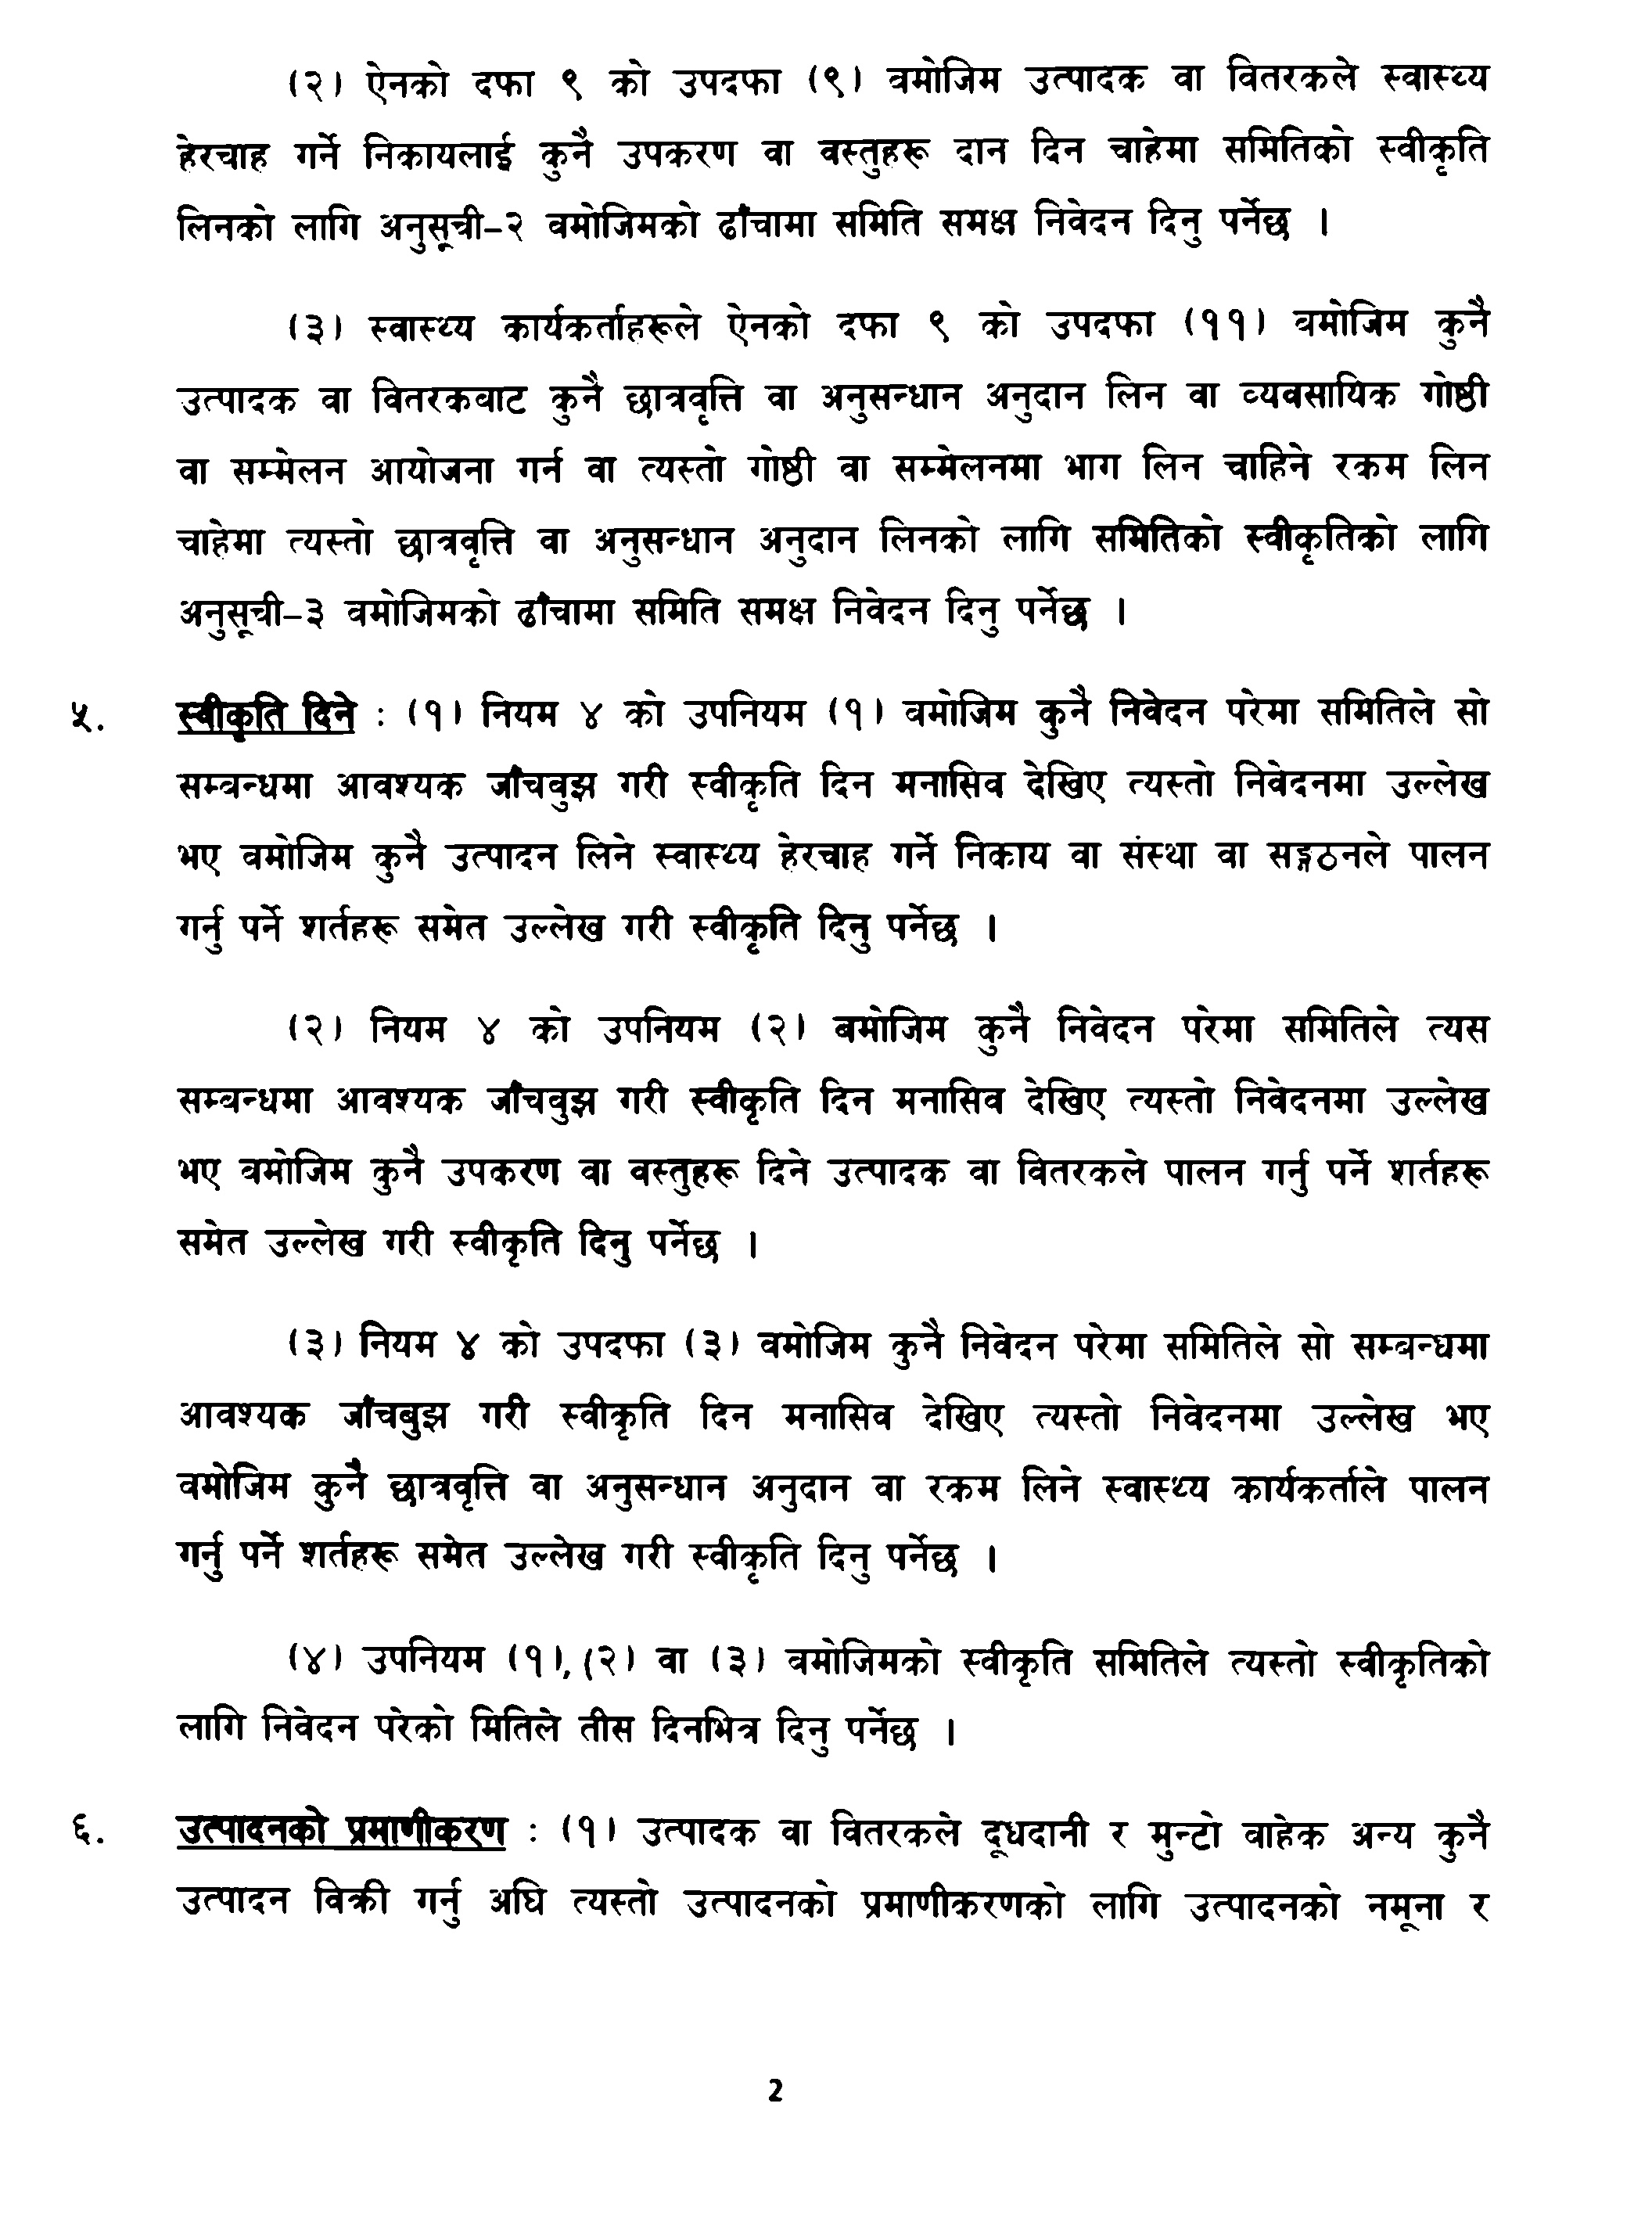 (२) ऐनको दफा ९ को उपदफा (९) बमोजिम उत्पादक वा वितरकले स्वास्थ्य
हेरचाह गर्ने निकायलाई कुनै उपकरण वा वस्तुहरू दान दिन चाहेमा समितिको स्वीकृति
लिनको लागि अनुसूची–२ बमोजिमको ढाँचामा समिति समक्ष निवेदन दिनु पर्नेछ ।
(३) स्वास्थ्य कार्यकर्ताहरूले ऐनको दफा ९ को उपदफा (११) बमोजिम कुनै
उत्पादक वा वितरकबाट कुनै छात्रवृत्ति वा अनुसन्धान अनुदान लिन वा व्यवसायिक गोष्ठी
वा सम्मेलन आयोजना गर्न वा त्यस्तो गोष्ठी वा सम्मेलनमा भाग लिन चाहिने रकम लिन
चाहेमा त्यस्तो छात्रवृत्ति वा अनुसन्धान अनुदान लिनको लागि समितिको स्वीकृतिको लागि
अनुसूची–३ बमोजिमको ढाँचामा समिति समक्ष निवेदन दिनु पर्नेछ ।
५. स्वीकृति दिने : (१) नियम ४ को उपनियम (१) बमोजिम कुनै निवेदन परेमा समितिले सो
सम्बन्धमा आवश्यक जाँचबुझ गरी स्वीकृति दिन मनासिव देखिए त्यस्तो निवेदनमा उल्लेख
भए बमोजिम कुनै उत्पादन लिने स्वास्थ्य हेरचाह गर्ने निकाय वा संस्था वा सङ्गठनले पालन
गर्नु पर्ने शर्तहरू समेत उल्लेख गरी स्वीकृति दिनु पर्नेछ ।
(२) नियम ४ को उपनियम (२) बमोजिम कुनै निवेदन परेमा समितिले त्यस
सम्बन्धमा आवश्यक जाँचबुझ गरी स्वीकृति दिन मनासिव देखिए त्यस्तो निवेदनमा उल्लेख
भए बमोजिम कुनै उपकरण वा वस्तुहरू दिने उत्पादक वा वितरकले पालन गर्नु पर्ने शर्तहरू
समेत उल्लेख गरी स्वीकृति दिनु पर्नेछ ।
(३) नियम ४ को उपदफा (३) बमोजिम कुनै निवेदन परेमा समितिले सो सम्बन्धमा
आवश्यक जाँचबुझ गरी स्वीकृति दिन मनासिव देखिए त्यस्तो निवेदनमा उल्लेख भए
बमोजिम कुनै छात्रवृत्ति वा अनुसन्धान अनुदान वा रकम लिने स्वास्थ्य कार्यकर्ताले पालन
गर्नु पर्ने शर्तहरू समेत उल्लेख गरी स्वीकृति दिनु पर्नेछ ।
(४) उपनियम (१), (२) वा (३) बमोजिमको स्वीकृति समितिले त्यस्तो स्वीकृतिको
लागि निवेदन परेको मितिले तीस दिनभित्र दिनु पर्नेछ ।
६. उत्पादनको प्रमाणीकरण : (१) उत्पादक वा वितरकले दूधदानी र मुन्टो बाहेक अन्य कुनै
उत्पादन विक्री गर्नु अघि त्यस्तो उत्पादनको प्रमाणीकरणको लागि उत्पादनको नमूना र
2